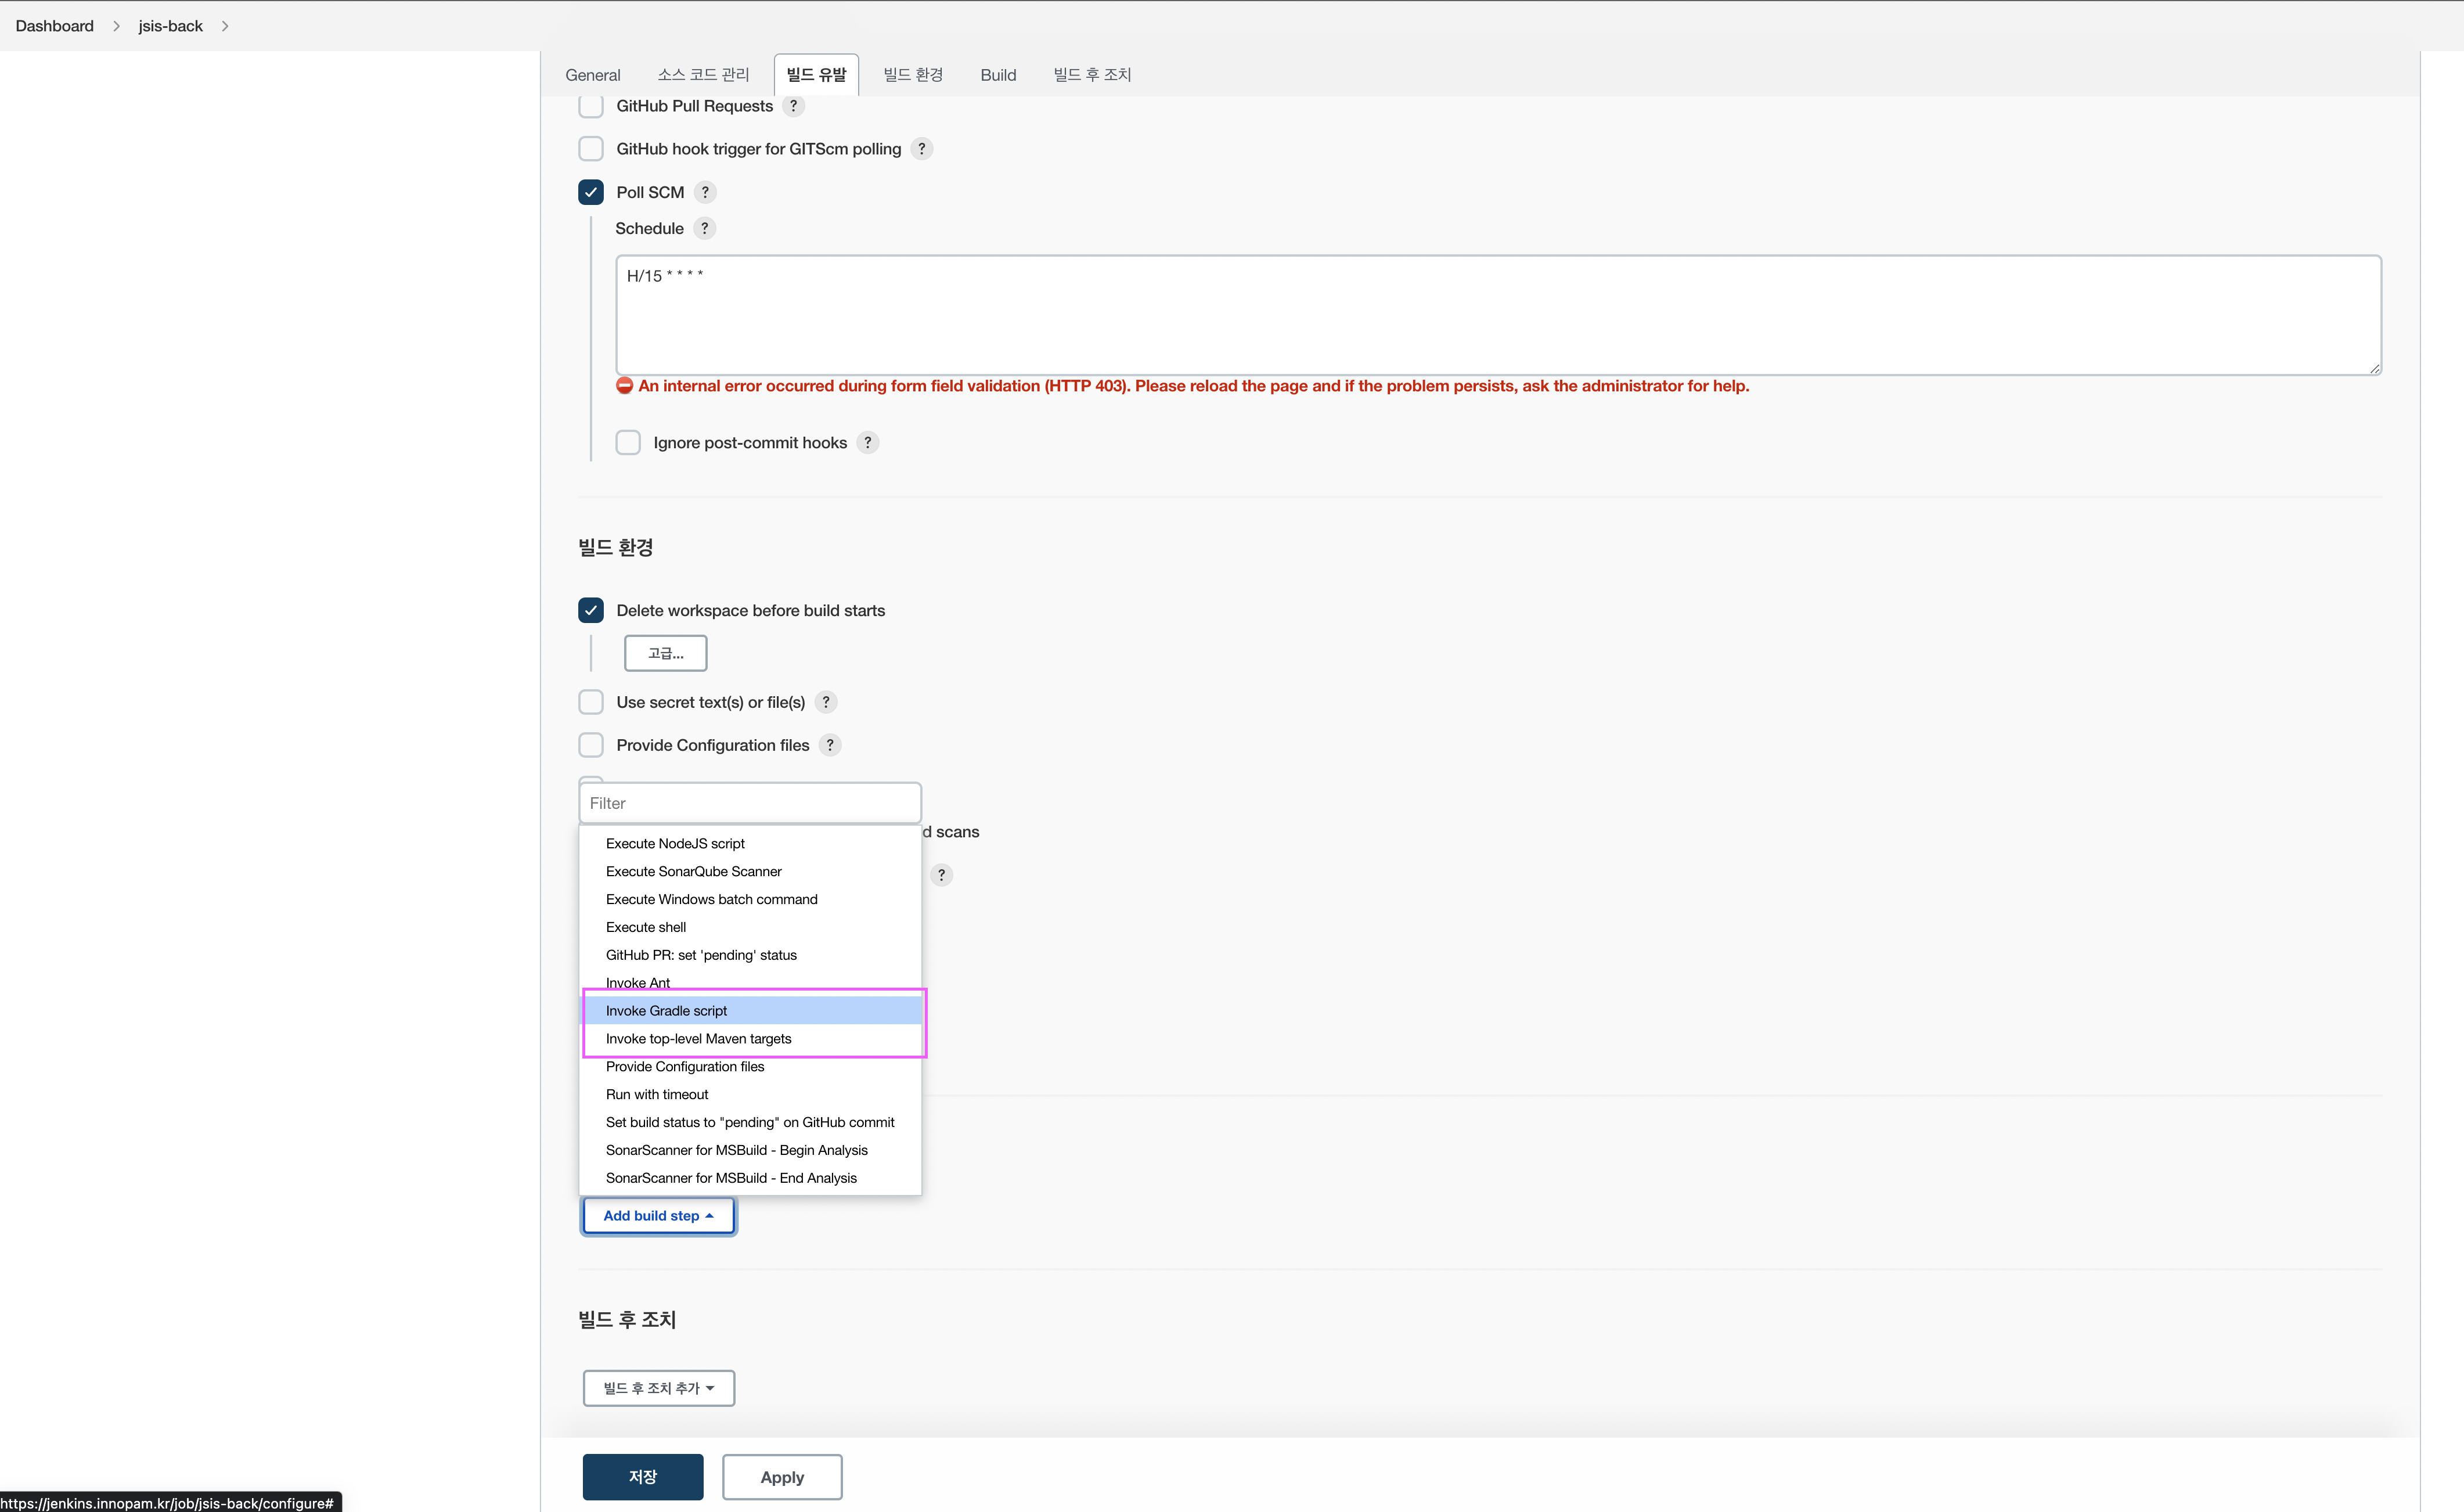 Dashboard
jsis-back
General
소스 코드 관리
빌드 유발
빌드 환경
Build
빌드 후 조치
GitHub Pull Requests ?
GitHub hook trigger for GITScm polling ?
Poll SCM ?
Schedule ?
H/15 * * * *
An internal error occurred during form field validation (HTTP 403). Please reload the page and if the problem persists, ask the administrator for help.
Ignore post-commit hooks ?
빌드 환경
Delete workspace before build starts
고급...
Use secret text(s) or file(s) ?
Provide Configuration files ?
Filter
d scans
Execute NodeJS script
Execute SonarQube Scanner
?
Execute Windows batch command
Execute shell
GitHub PR: set 'pending' status
Invoke Ant
Invoke Gradle script
Invoke top-level Maven targets
Provide Configuration files
Run with timeout
Set build status to "pending" on GitHub commit
SonarScanner for MSBuild - Begin Analysis
SonarScanner for MSBuild - End Analysis
Add build step
빌드 후 조치
빌드 후 조치 추가
저장
Apply
https://jenkins.innopam.kr/job/jsis-back/configure#